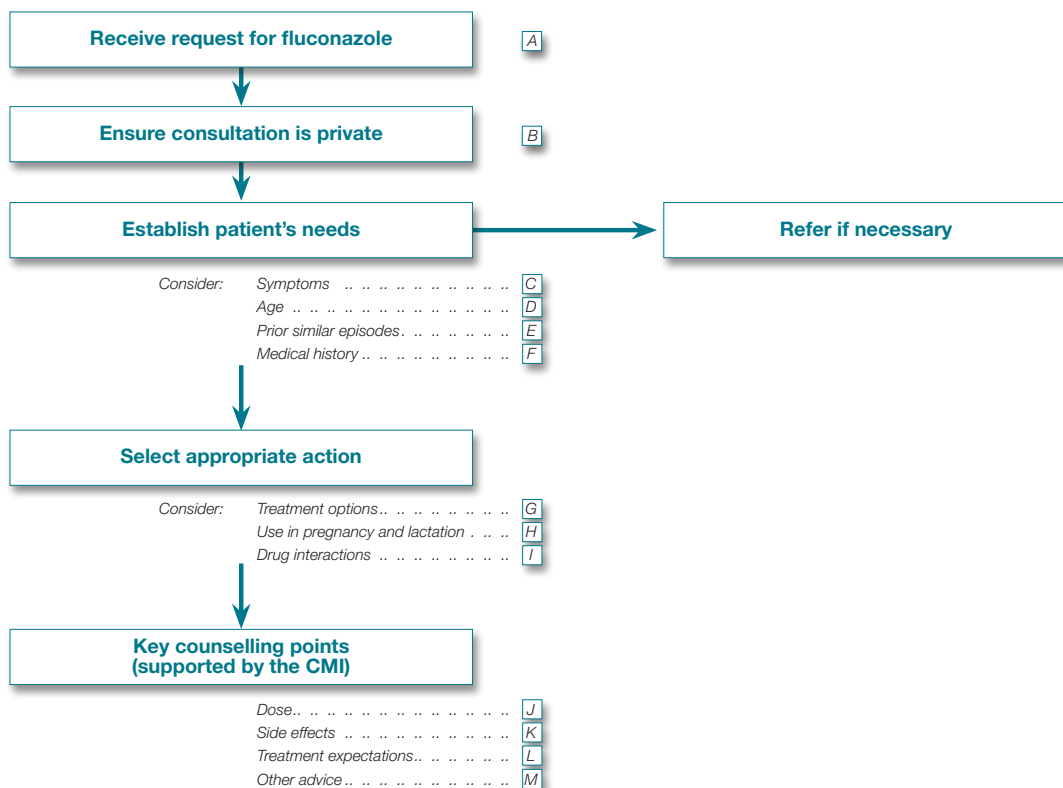 Receive request for fluconazole A
Ensure consultation is private B
Establish patient's needs Refer if necessary
Consider: Symptoms .. .. .. .. .. .. .. .. .. .. C
Age .. .. .. .. .. .. .. .. .. .. .. .. .. D
Prior similar episodes. .. .. .. .. .. .. E
Medical history .. .. .. .. .. .. .. .. .. F
Select appropriate action
Consider: Treatment options.. .. .. .. .. .. .. .. G
Use in pregnancy and lactation . .. .. H
Drug interactions .. .. .. .. .. .. .. .. I
Key counselling points
(supported by the CMI)
Dose.. .. .. .. .. .. .. .. .. .. .. .. .. J
Side effects .. .. .. .. .. .. .. .. .. .. K
Treatment expectations.. .. .. .. .. .. L
Other advice .. .. .. .. .. .. .. .. .. .. M